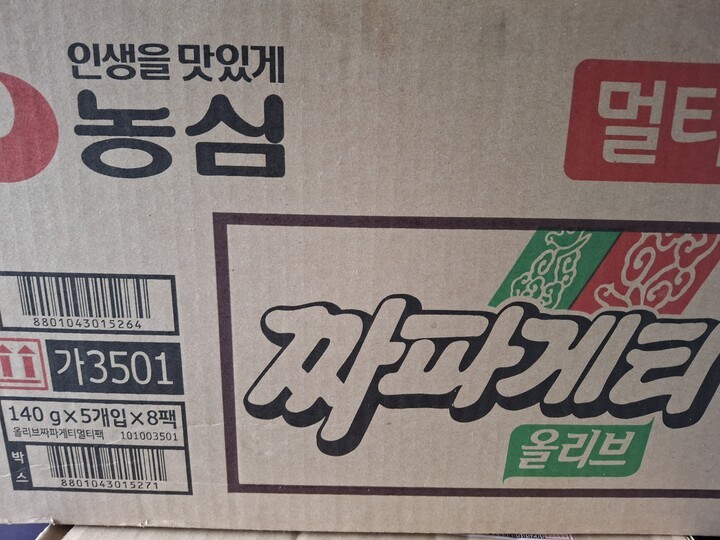 인생을 맛있게
농심
멀티
8801043015264
가3501
140 g×5개입×8팩
올리브짜파게티멀티팩 101003501
박스
8801043015271
짜파게티
올리브